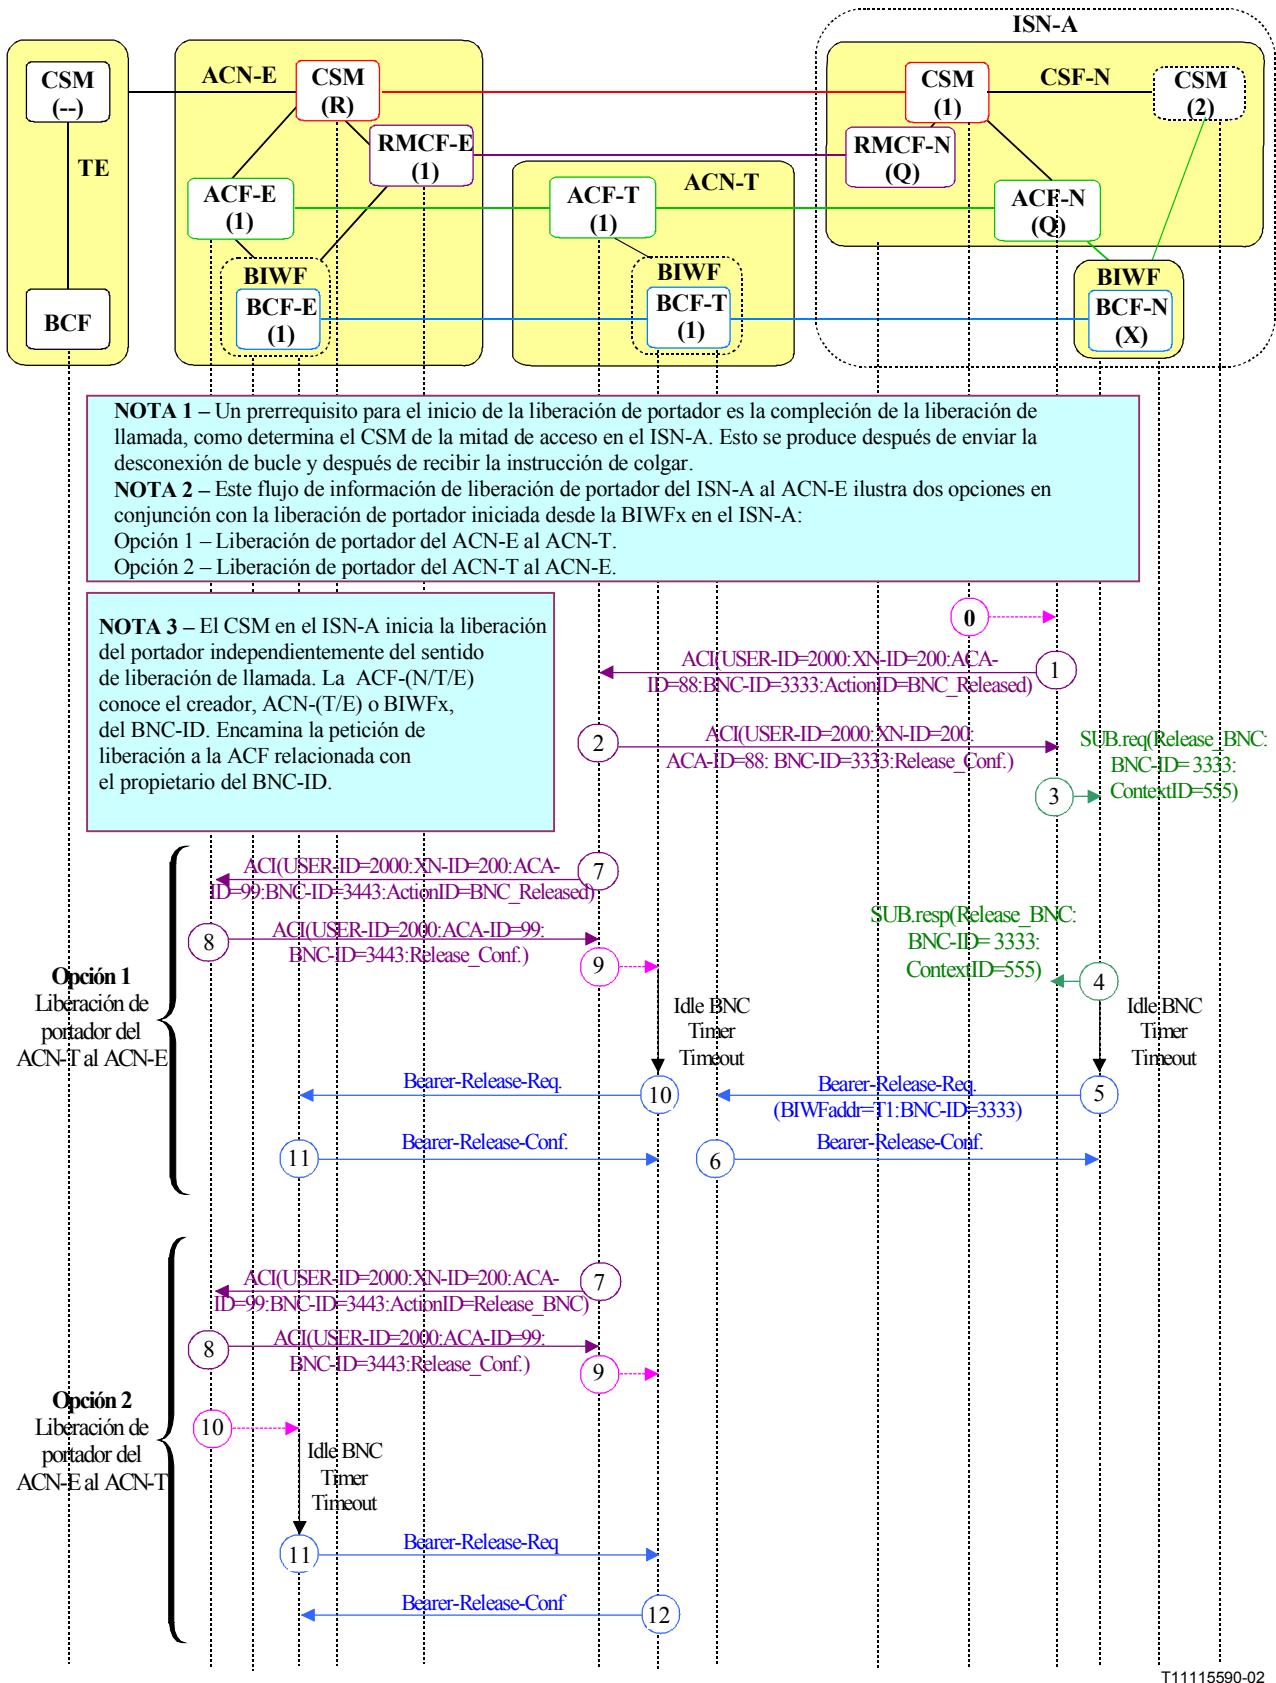 ISN-A
CSM
(--)
TE
BCF
ACN-E
CSM
(R)
RMCF-E
(1)
ACF-E
(1)
BIWF
BCF-E
(1)
ACN-T
ACF-T
(1)
BIWF
BCF-T
(1)
CSM
(1)
CSF-N
CSM
(2)
RMCF-N
(Q)
ACF-N
(Q)
BIWF
BCF-N
(X)
NOTA 1 – Un prerrequisito para el inicio de la liberación de portador es la compleción de la liberación de
llamada, como determina el CSM de la mitad de acceso en el ISN-A. Esto se produce después de enviar la
desconexión de bucle y después de recibir la instrucción de colgar.
NOTA 2 – Este flujo de información de liberación de portador del ISN-A al ACN-E ilustra dos opciones en
conjunción con la liberación de portador iniciada desde la BIWFx en el ISN-A:
Opción 1 – Liberación de portador del ACN-E al ACN-T.
Opción 2 – Liberación de portador del ACN-T al ACN-E.
NOTA 3 – El CSM en el ISN-A inicia la liberación
del portador independientemente del sentido
de liberación de llamada. La ACF-(N/T/E)
conoce el creador, ACN-(T/E) o BIWFx,
del BNC-ID. Encamina la petición de
liberación a la ACF relacionada con
el propietario del BNC-ID.
0
ACI(USER-ID=2000:XN-ID=200:ACA-
ID=88:BNC-ID=3333:ActionID=BNC_Released)
1
2
ACI(USER-ID=2000:XN-ID=200:
ACA-ID=88: BNC-ID=3333:Release_Conf.)
SUB.req(Release_BNC:
BNC-ID= 3333:
ContextID=555)
3
Opción 1
Liberación de
portador del
ACN-T al ACN-E
ACI(USER-ID=2000:XN-ID=200:ACA-
ID=99:BNC-ID=3443:ActionID=BNC_Released)
7
8
ACI(USER-ID=2000:ACA-ID=99:
BNC-ID=3443:Release_Conf.)
9
SUB.resp(Release_BNC:
BNC-ID= 3333:
ContextID=555)
4
Idle BNC
Timer
Timeout
Idle BNC
Timer
Timeout
Bearer-Release-Req.
10
Bearer-Release-Req.
(BIWFaddr=T1:BNC-ID=3333)
5
11
Bearer-Release-Conf.
6
Bearer-Release-Conf.
Opción 2
Liberación de
portador del
ACN-E al ACN-T
ACI(USER-ID=2000:XN-ID=200:ACA-
ID=99:BNC-ID=3443:ActionID=Release_BNC)
7
8
ACI(USER-ID=2000:ACA-ID=99:
BNC-ID=3443:Release_Conf.)
9
10
Idle BNC
Timer
Timeout
11
Bearer-Release-Req
Bearer-Release-Conf
12
T11115590-02